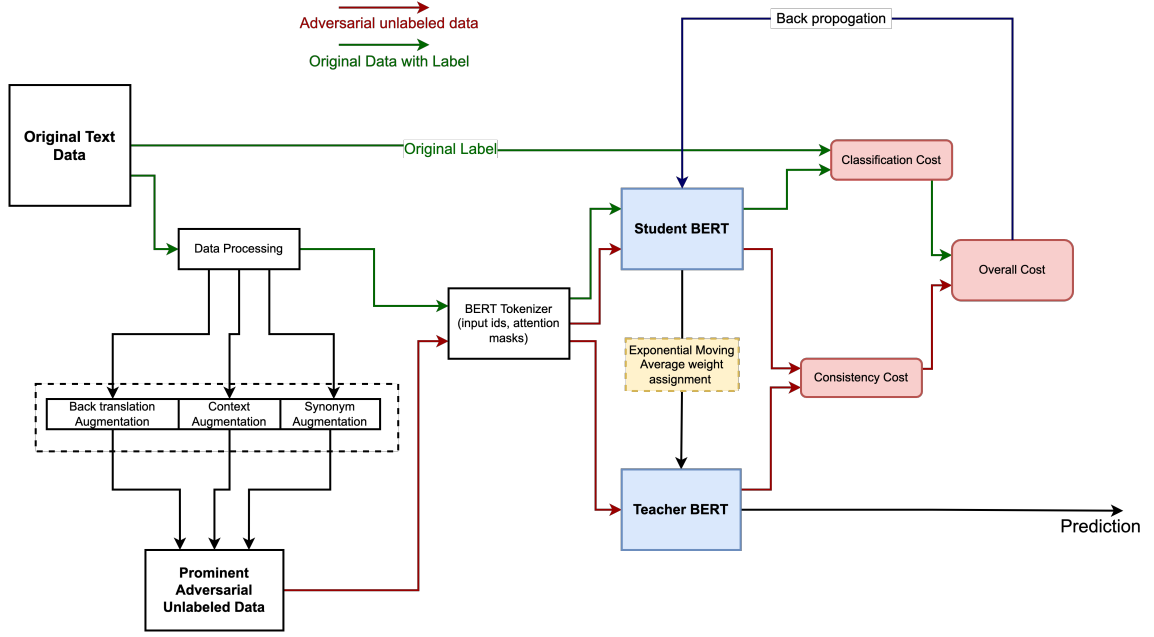 Adversarial unlabeled data
Original Data with Label
Back propogation
Original Text
Data
Original Label
Classification Cost
Student BERT
Data Processing
Overall Cost
BERT Tokenizer
(input ids, attention
masks)
Exponential Moving
Average weight
assignment
Consistency Cost
Back translation
Augmentation
Context
Augmentation
Synonym
Augmentation
Teacher BERT
Prediction
Prominent
Adversarial
Unlabeled Data